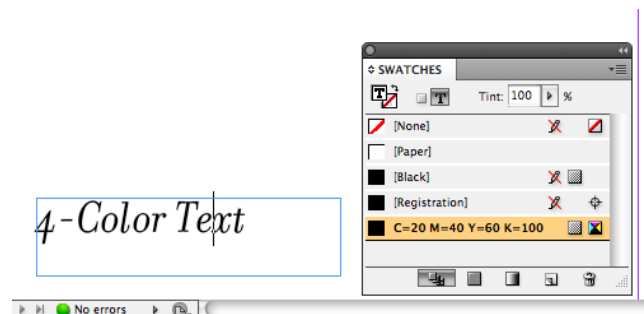 SWATCHES
Tint: 100 %
[None]
[Paper]
[Black]
[Registration]
C=20 M=40 Y=60 K=100
4-Color Text
No errors